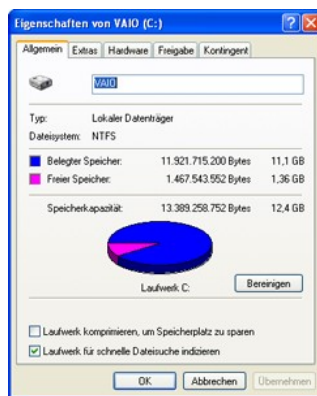 Eigenschaften von VAIO (C:)
Allgemein Extras Hardware Freigabe Kontingent
VAIO
Typ: Lokaler Datenträger
Dateisystem: NTFS
Belegter Speicher: 11.921.715.200 Bytes 11,1 GB
Freier Speicher: 1.467.543.552 Bytes 1,36 GB
Speicherkapazität: 13.389.258.752 Bytes 12,4 GB
Laufwerk C: Bereinigen
Laufwerk komprimieren, um Speicherplatz zu sparen
Laufwerk für schnelle Dateisuche indizieren
OK Abbrechen Übernehmen